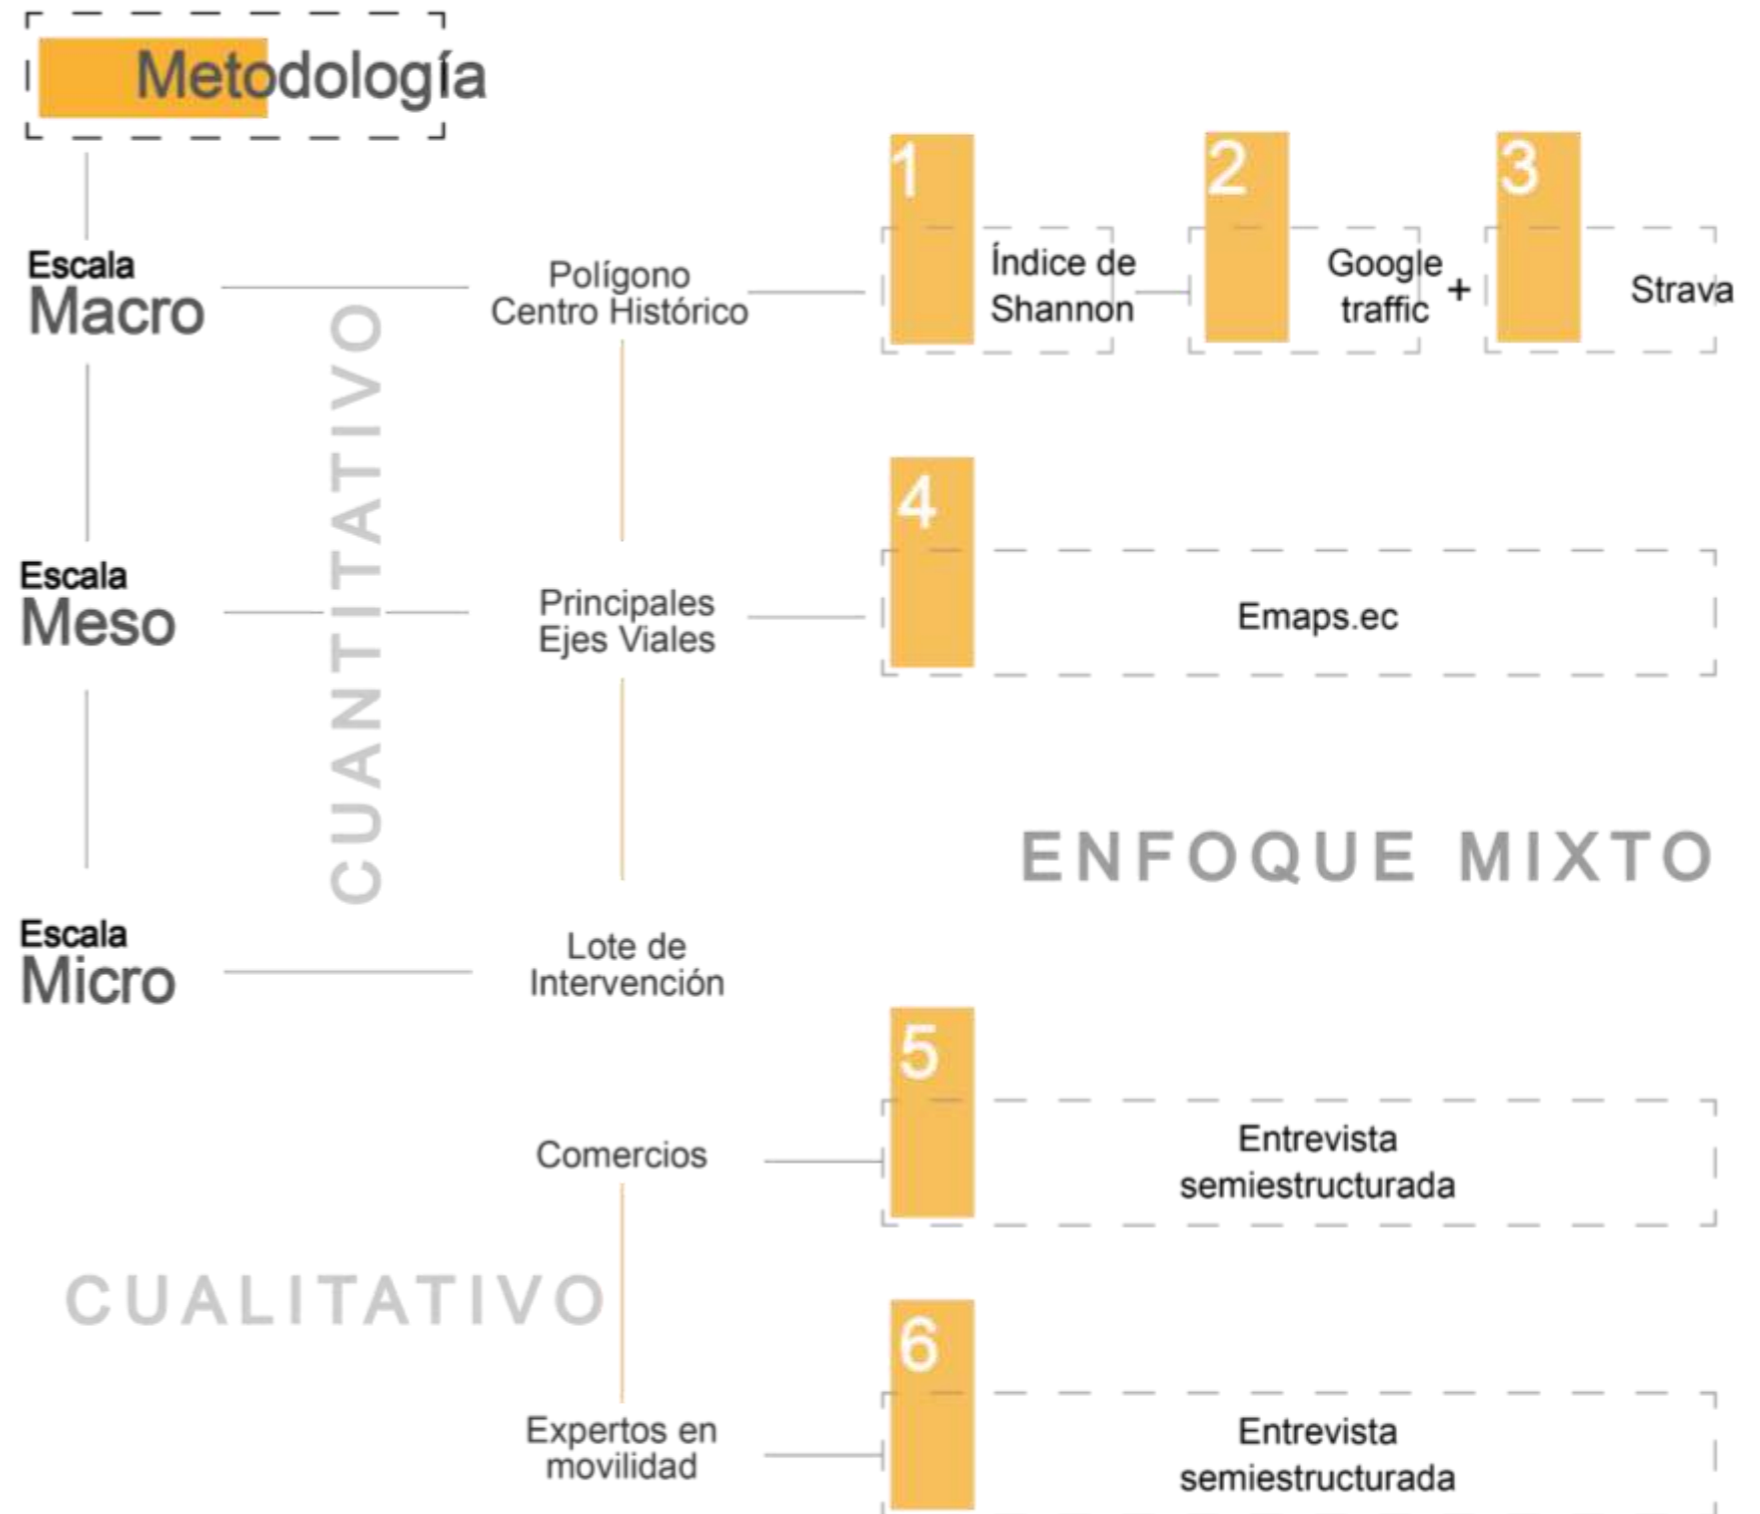 Metodología
1
2
3
Escala
Macro
Polígono
Centro Histórico
Índice de
Shannon
Google
traffic
+
Strava
CUANTITATIVO
4
Escala
Meso
Principales
Ejes Viales
Emaps.ec
ENFOQUE MIXTO
Escala
Micro
Lote de
Intervención
5
Comercios
Entrevista
semiestructurada
CUALITATIVO
6
Expertos en
movilidad
Entrevista
semiestructurada